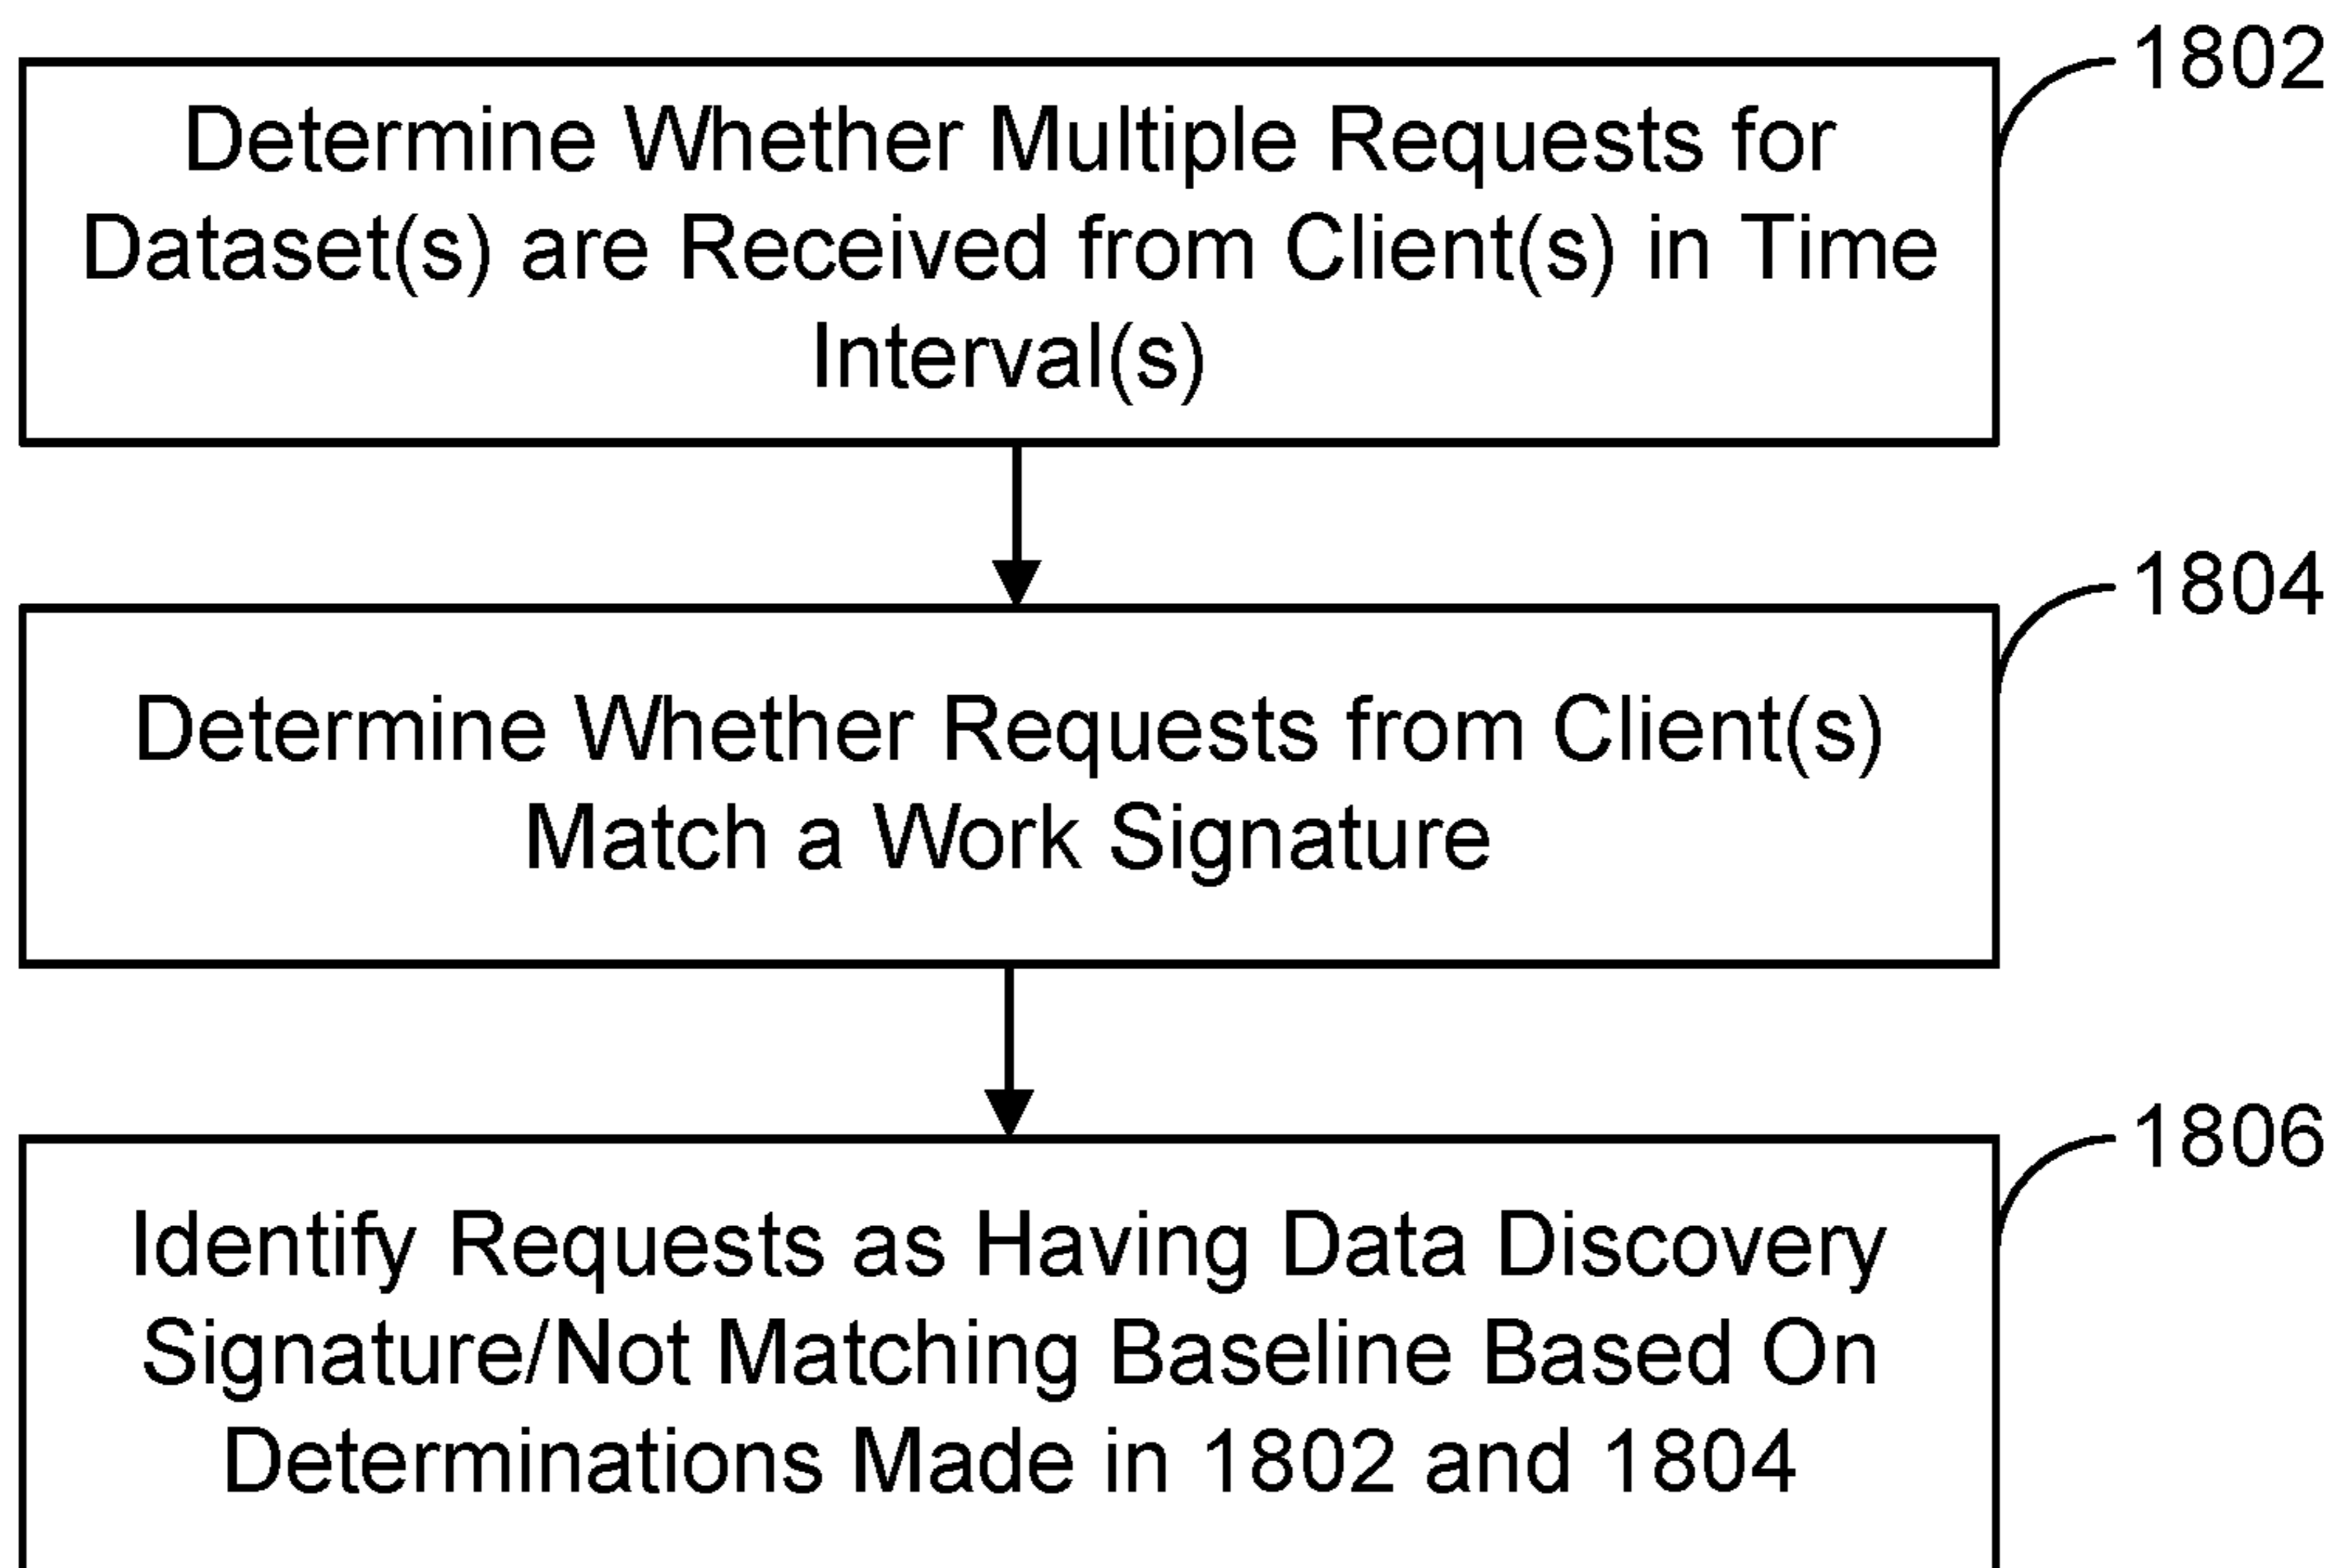 1802
Determine Whether Multiple Requests for
Dataset(s) are Received from Client(s) in Time
Interval(s)
1804
Determine Whether Requests from Client(s)
Match a Work Signature
1806
Identify Requests as Having Data Discovery
Signature/Not Matching Baseline Based On
Determinations Made in 1802 and 1804